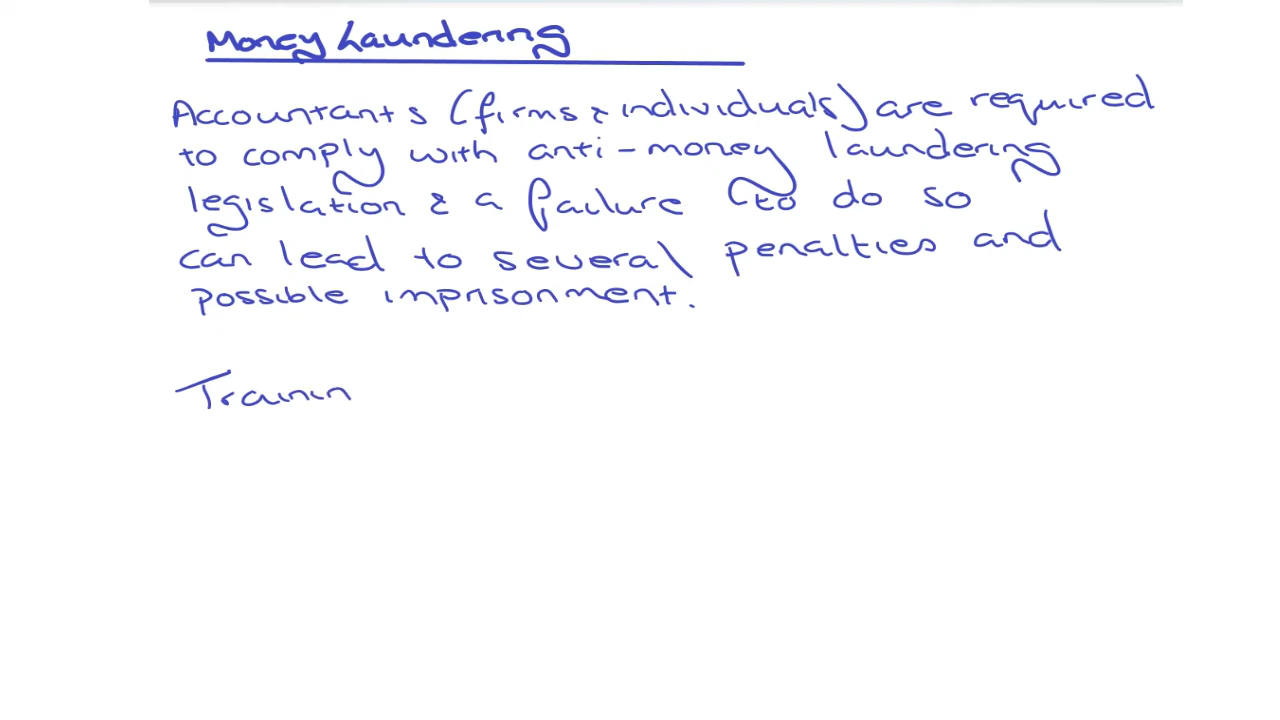 Money Laundering
Accountants (firms & individuals) are required
to comply with anti-money laundering
legislation & a failure to do so
can lead to several penalties and
possible imprisonment.
Trainin